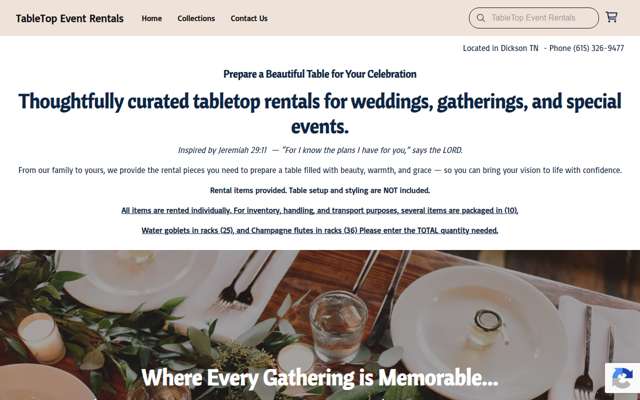 TableTop Event Rentals Home Collections Contact Us TableTop Event Rentals
Located in Dickson TN - Phone (615) 326-9477
Prepare a Beautiful Table for Your Celebration
Thoughtfully curated tabletop rentals for weddings, gatherings, and special
events.
Inspired by Jeremiah 29:11 — “For I know the plans I have for you,” says the LORD.
From our family to yours, we provide the rental pieces you need to prepare a table filled with beauty, warmth, and grace — so you can bring your vision to life with confidence.
Rental items provided. Table setup and styling are NOT included.
All items are rented individually. For inventory, handling, and transport purposes, several items are packaged in (10),
Water goblets in racks (25), and Champagne flutes in racks (36) Please enter the TOTAL quantity needed.
Where Every Gathering is Memorable...